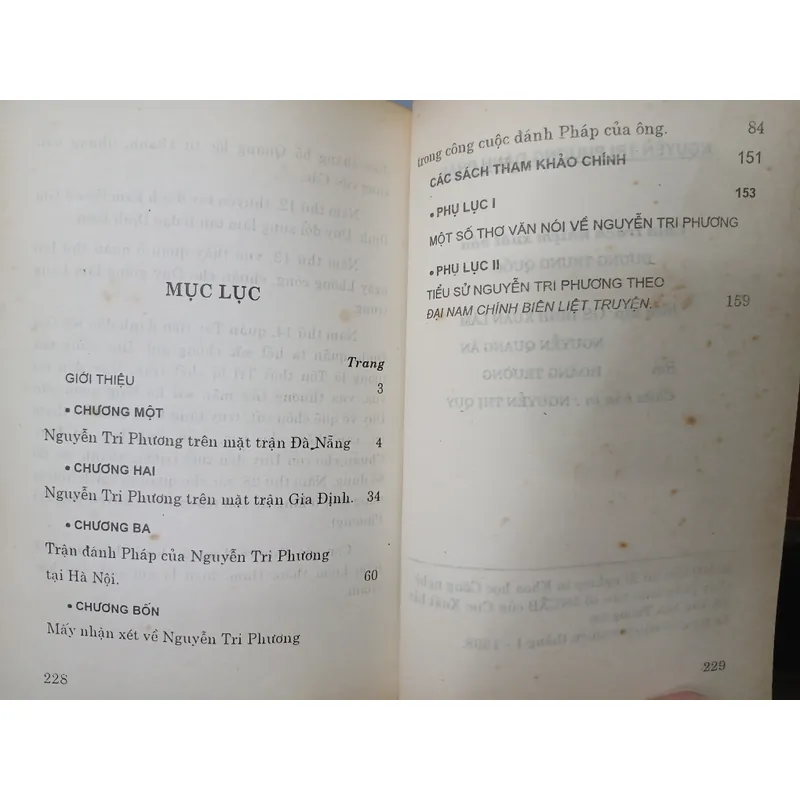 MỤC LỤC
Trang
GIỚI THIỆU 3
• CHƯƠNG MỘT
Nguyễn Tri Phương trên mặt trận Đà Nẵng 4
• CHƯƠNG HAI
Nguyễn Tri Phương trên mặt trận Gia Định. 34
• CHƯƠNG BA
Trận đánh Pháp của Nguyễn Tri Phương
tại Hà Nội. 60
• CHƯƠNG BỐN
Mấy nhận xét về Nguyễn Tri Phương
228
trong công cuộc đánh Pháp của ông. 84
CÁC SÁCH THAM KHẢO CHÍNH 151
• PHỤ LỤC I 153
MỘT SỐ THƠ VĂN NÓI VỀ NGUYỄN TRI PHƯƠNG
• PHỤ LỤC II
TIỂU SỬ NGUYỄN TRI PHƯƠNG THEO
ĐẠI NAM CHÍNH BIÊN LIỆT TRUYỆN. 159
229